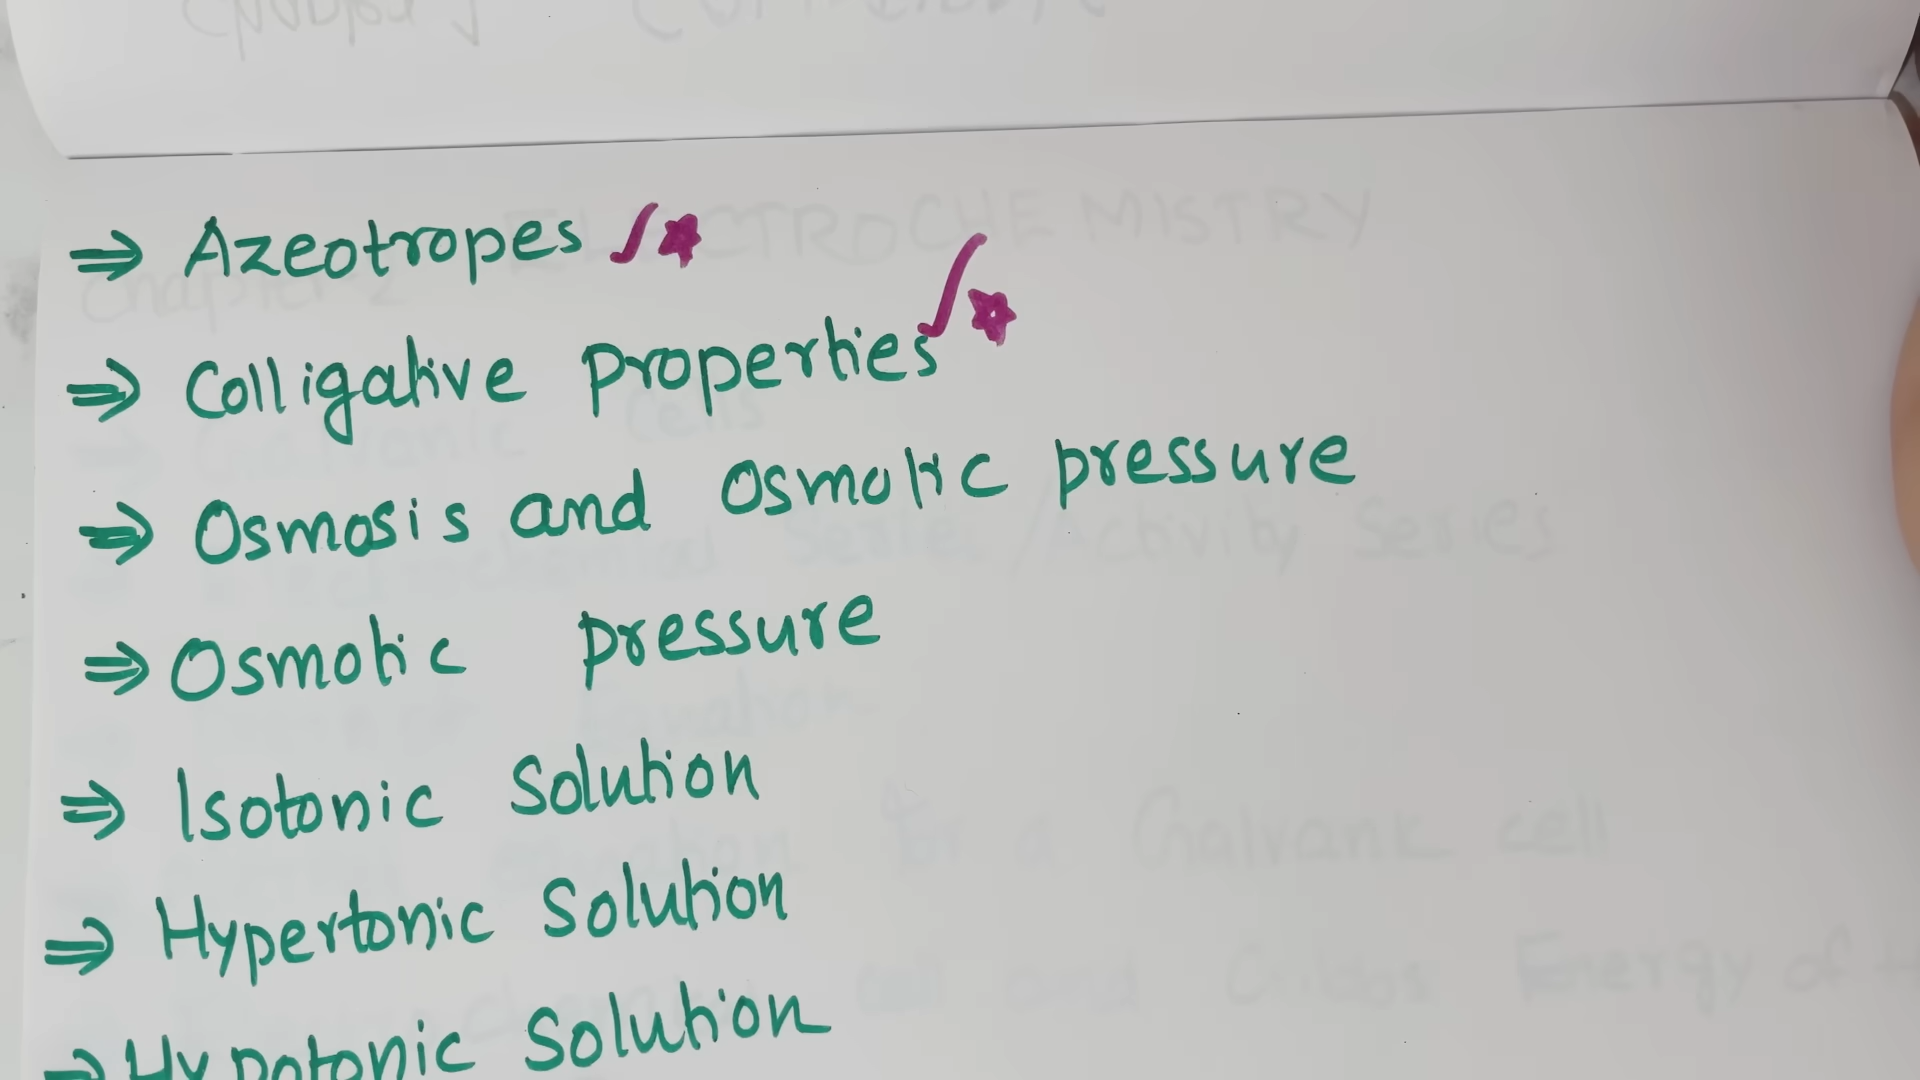 ⇒ Azeotropes
⇒ Colligative Properties
⇒ Osmosis and Osmotic pressure
⇒ Osmotic pressure
⇒ Isotonic Solution
⇒ Hypertonic Solution
⇒ Hypotonic Solution